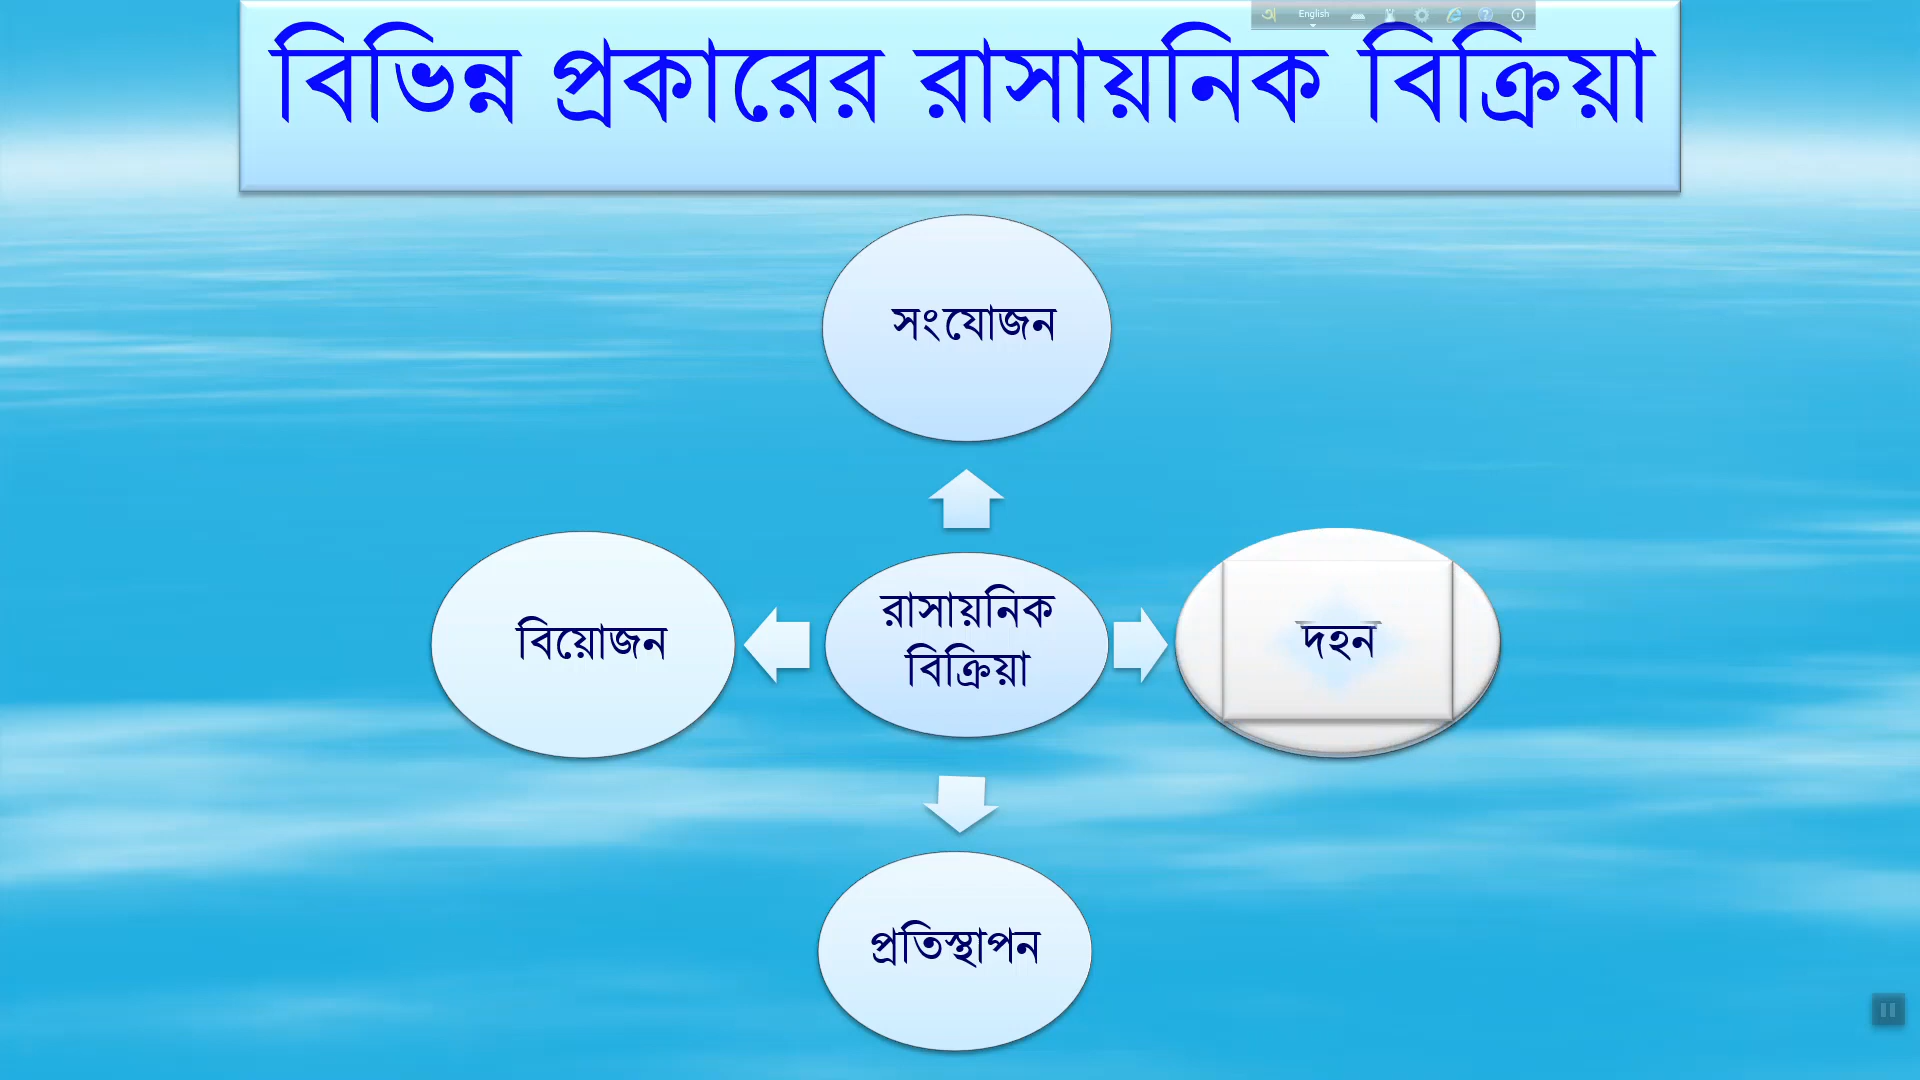 English
বিভিন্ন প্রকারের রাসায়নিক বিক্রিয়া
সংযোজন
বিয়োজন
রাসায়নিক
বিক্রিয়া
দহন
প্রতিস্থাপন